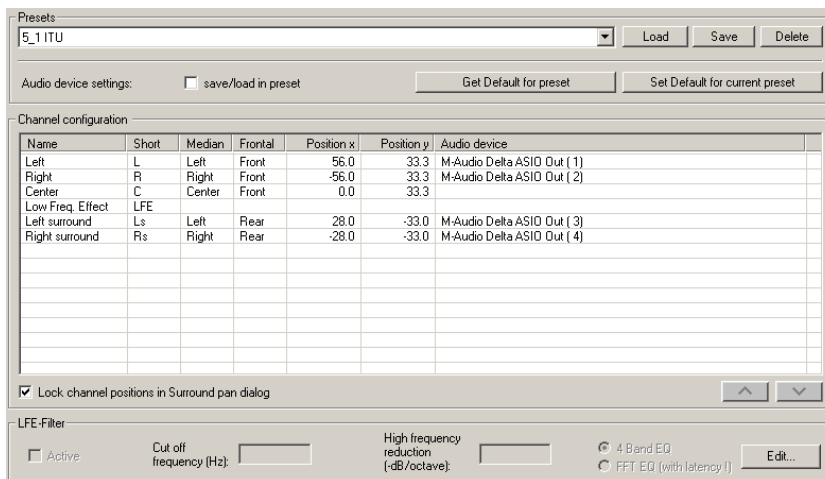 Presets
5_1 ITU Load Save Delete
Audio device settings: save/load in preset Get Default for preset Set Default for current preset
Channel configuration
Name Short Median Frontal Position x Position y Audio device
Left L Left Front 56.0 33.3 M-Audio Delta ASIO Out ( 1)
Right R Right Front -56.0 33.3 M-Audio Delta ASIO Out ( 2)
Center C Center Front 0.0 33.3
Low Freq. Effect LFE
Left surround Ls Left Rear 28.0 -33.0 M-Audio Delta ASIO Out ( 3)
Right surround Rs Right Rear -28.0 -33.0 M-Audio Delta ASIO Out ( 4)
Lock channel positions in Surround pan dialog
LFE-Filter
Active
Cut off
frequency (Hz):
High frequency
reduction
(-dB/octave):
4 Band EQ
FFT EQ (with latency !)
Edit...